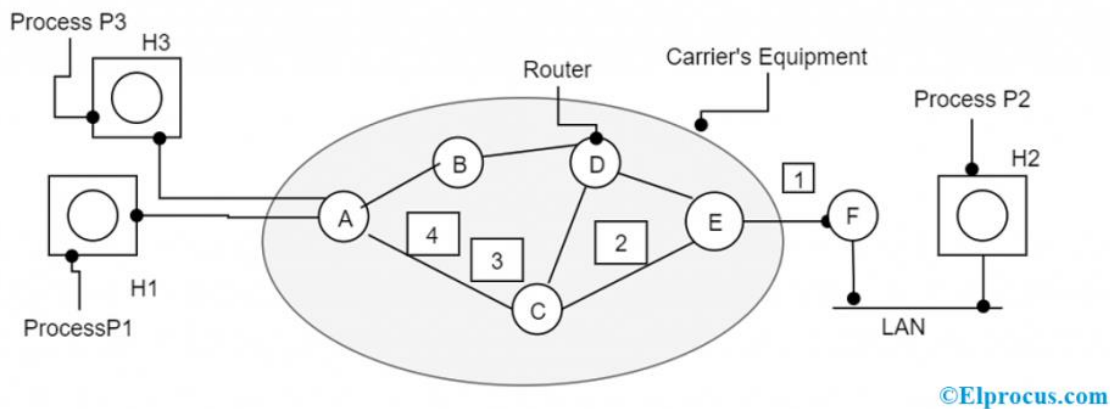 Process P3
H3
Router
Carrier's Equipment
Process P2
H2
1
B
D
A
E
F
4
3
2
C
H1
ProcessP1
LAN
©Elprocus.com